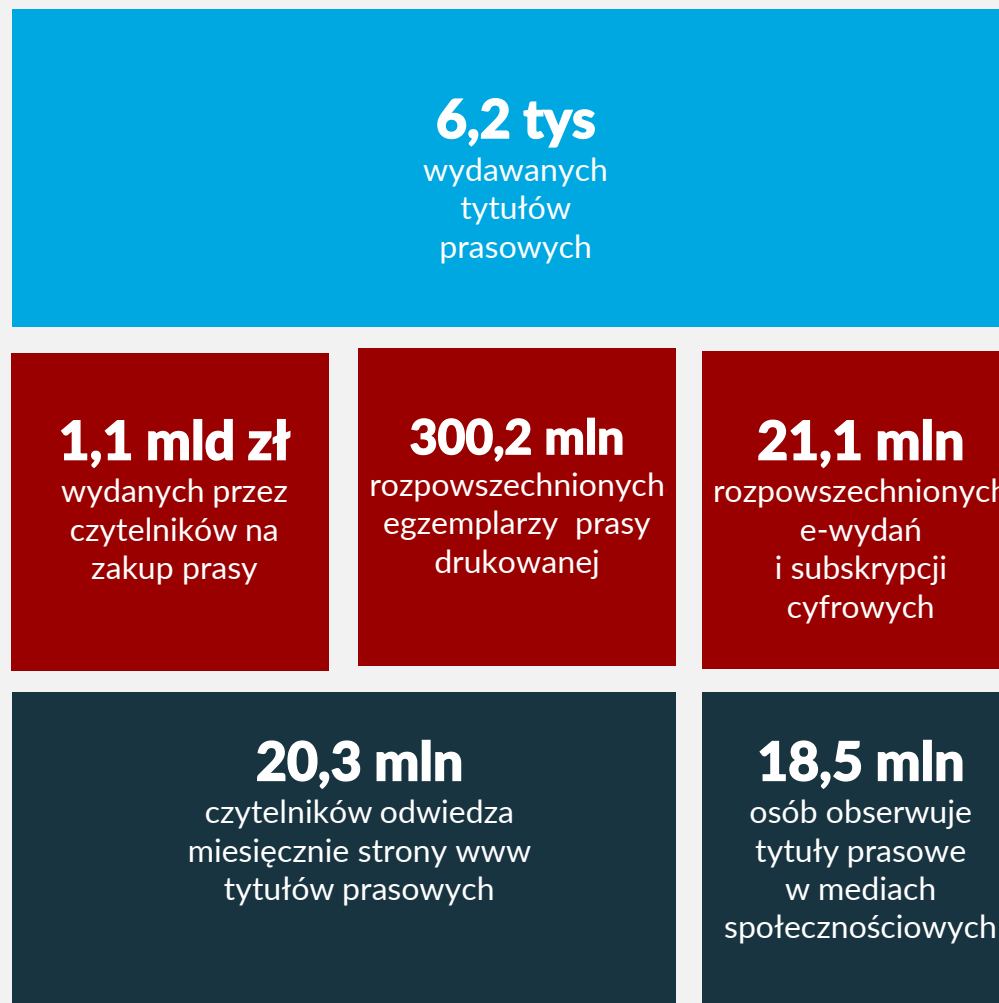 6,2 tys
wydawanych
tytułów
prasowych
1,1 mld zł
wydanych przez
czytelników na
zakup prasy
300,2 mln
rozpowszechnionych
egzemplarzy prasy
drukowanej
21,1 mln
rozpowszechnionych
e-wydań
i subskrypcji
cyfrowych
20,3 mln
czytelników odwiedza
miesięcznie strony www
tytułów prasowych
18,5 mln
osób obserwuje
tytuły prasowe
w mediach
społecznościowych